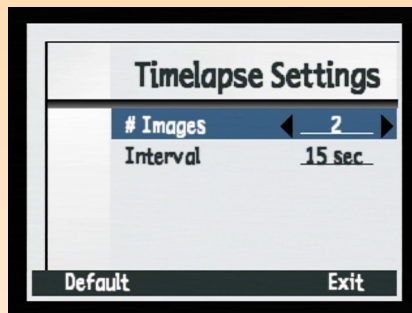 Timelapse Settings
# Images 2
Interval 15 sec
Default Exit